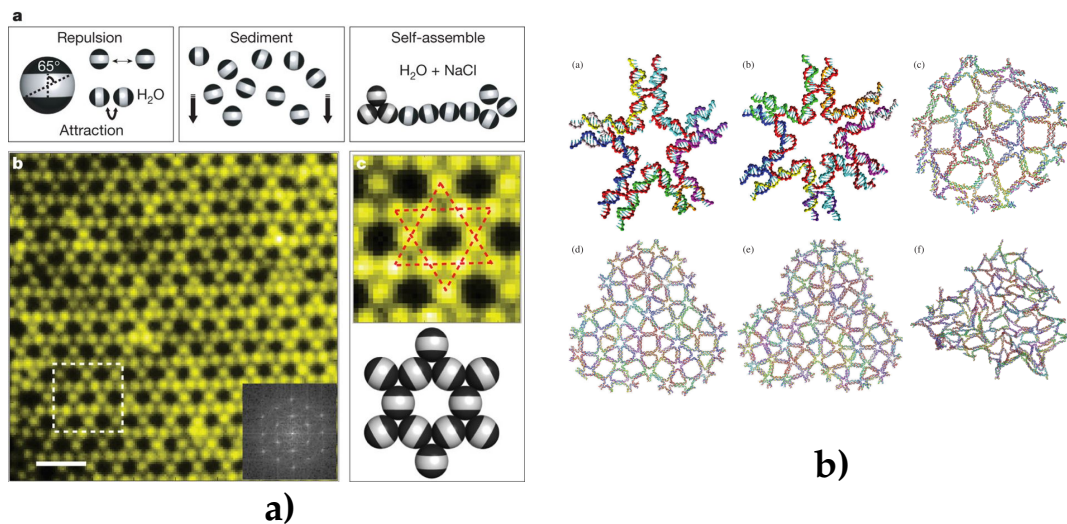 a
Repulsion
65°
H₂O
Attraction
Sediment
Self-assemble
H₂O + NaCl
b
c
a)
(a)
(b)
(c)
(d)
(e)
(f)
b)